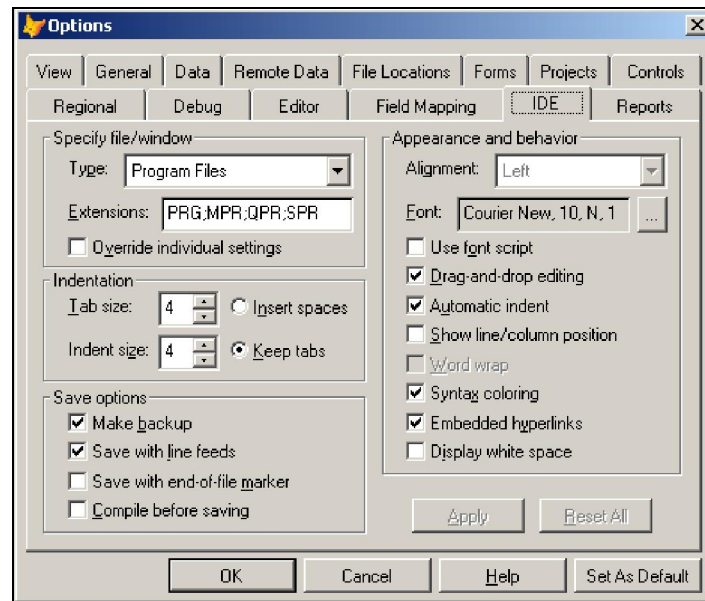 Options
View General Data Remote Data File Locations Forms Projects Controls
Regional Debug Editor Field Mapping IDE Reports
Specify file/window
Type: Program Files
Extensions: PRG;MPR;QPR;SPR
Override individual settings
Indentation
Tab size: 4 Insert spaces
Indent size: 4 Keep tabs
Save options
Make backup
Save with line feeds
Save with end-of-file marker
Compile before saving
Appearance and behavior
Alignment: Left
Font: Courier New, 10, N, 1 ...
Use font script
Drag-and-drop editing
Automatic indent
Show line/column position
Word wrap
Syntax coloring
Embedded hyperlinks
Display white space
Apply Reset All
OK Cancel Help Set As Default